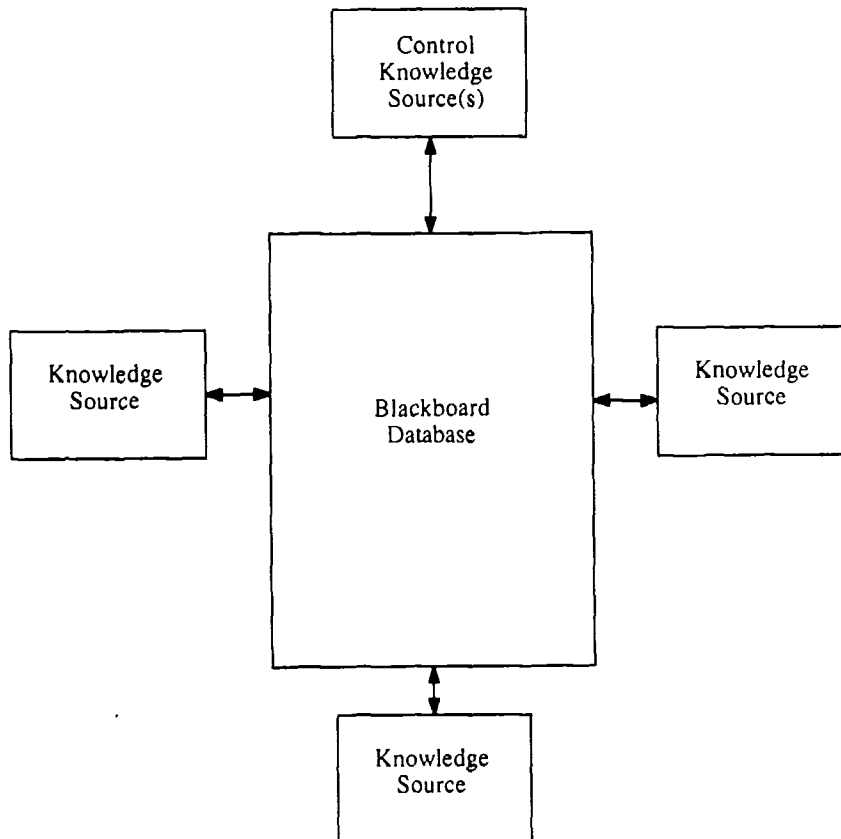 Control
Knowledge
Source(s)
Knowledge
Source
Blackboard
Database
Knowledge
Source
Knowledge
Source